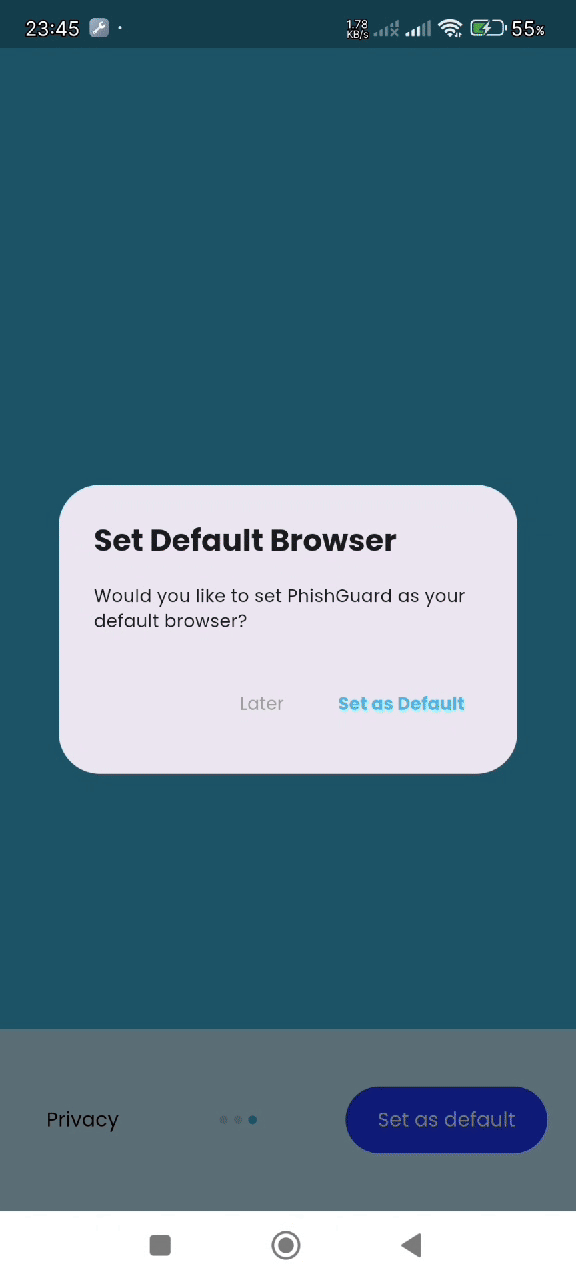 23:45
1.78
KB/s
55%
Set Default Browser
Would you like to set PhishGuard as your
default browser?
Later
Set as Default
Privacy
Set as default